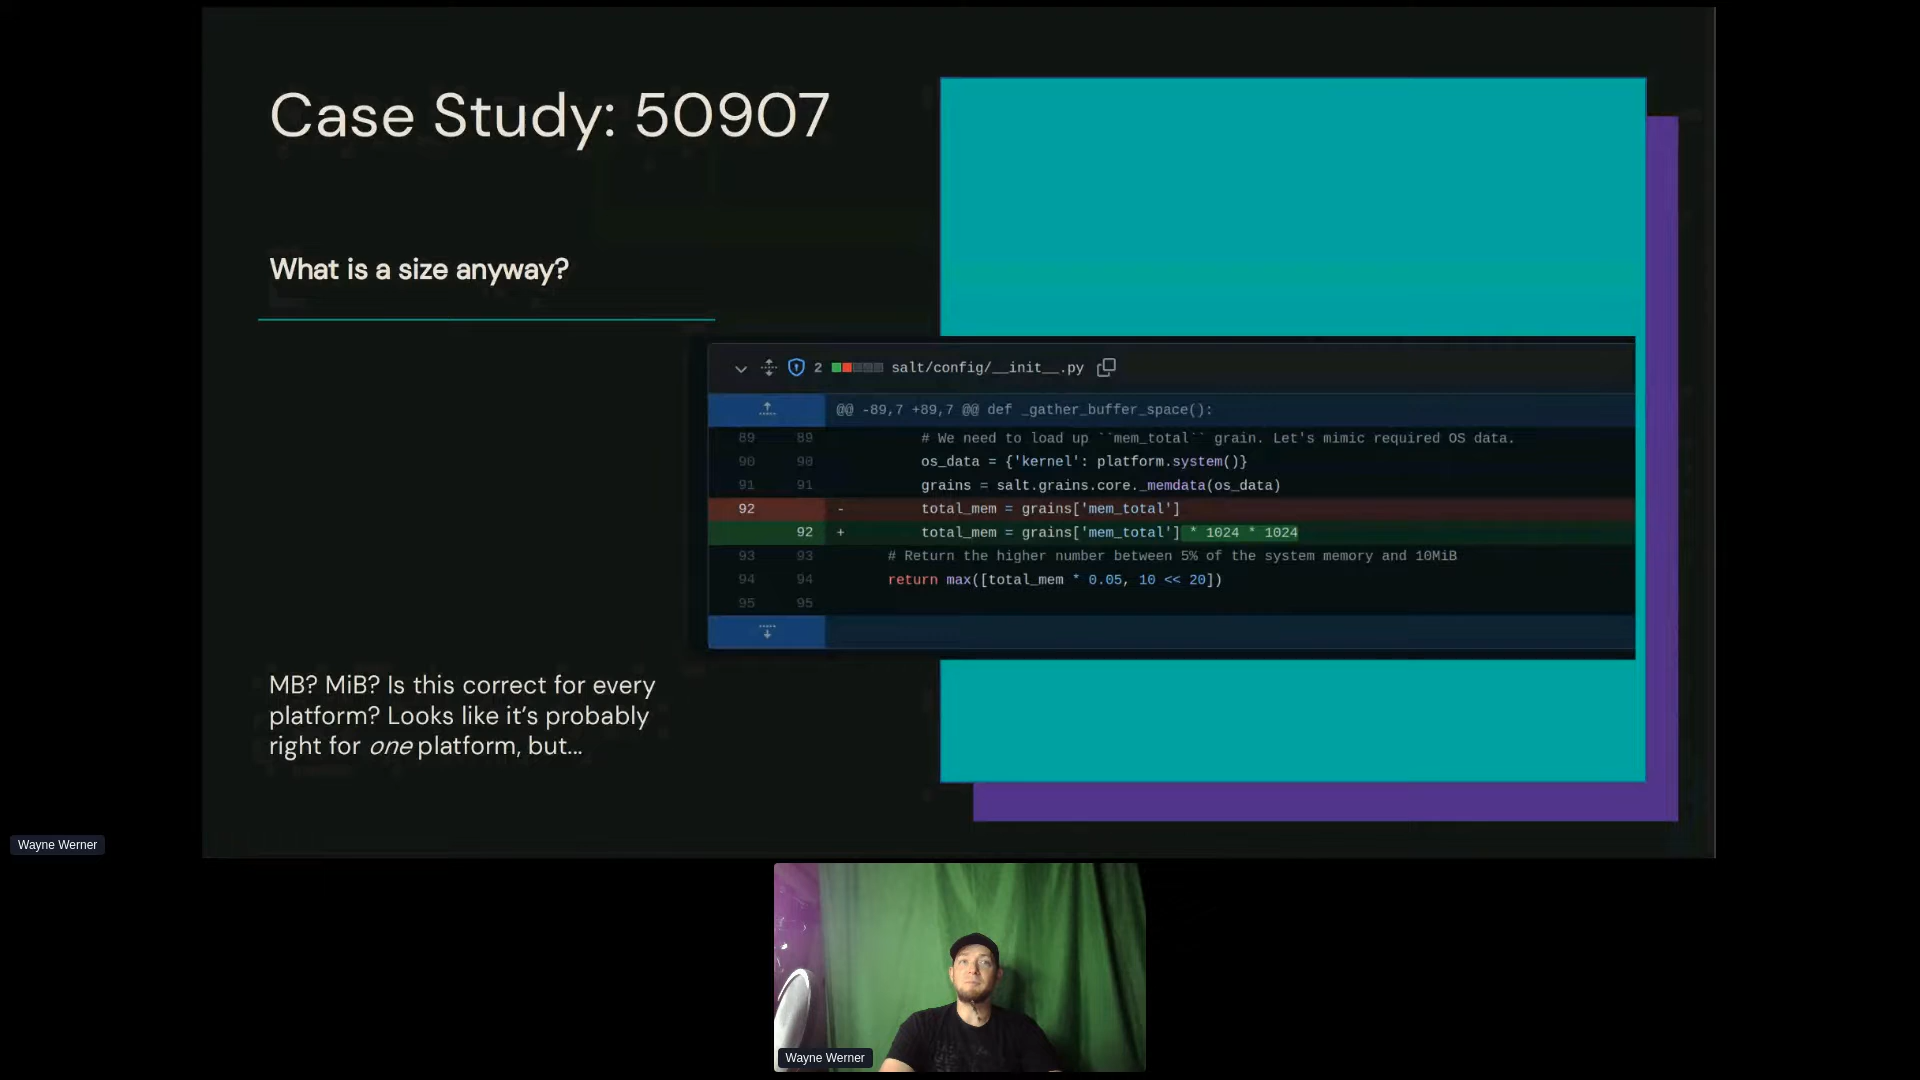 Case Study: 50907
What is a size anyway?
2 salt/config/__init__.py
@@ -89,7 +89,7 @@ def _gather_buffer_space():
89 89 # We need to load up ``mem_total`` grain. Let's mimic required OS data.
90 90 os_data = {'kernel': platform.system()}
91 91 grains = salt.grains.core._memdata(os_data)
92 - total_mem = grains['mem_total']
92 + total_mem = grains['mem_total'] * 1024 * 1024
93 93 # Return the higher number between 5% of the system memory and 10MiB
94 94 return max([total_mem * 0.05, 10 << 20])
95 95
MB? MiB? Is this correct for every
platform? Looks like it’s probably
right for one platform, but...
Wayne Werner
Wayne Werner